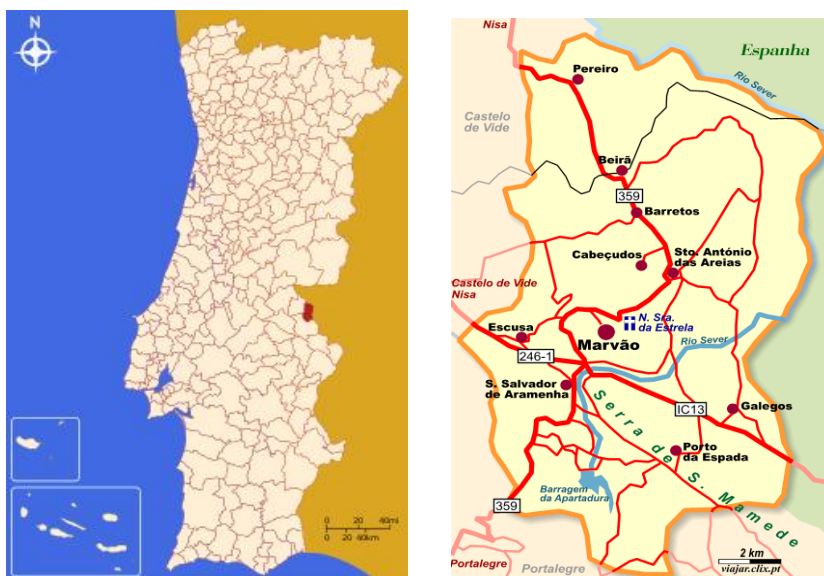 N
0 20 40mi
0 20 40km
Nisa
Espanha
Pereiro
Rio Sever
Castelo
de Vide
Beirã
359
Barretos
Cabeçudos
Sto. António
das Areias
Castelo de Vide
Nisa
N. Sra.
da Estrela
Escusa
Marvão
Rio Sever
246-1
S. Salvador
de Aramenha
IC13
Galegos
Serra de S. Mamede
Porto
da Espada
Barragem
da Apartadura
359
2 km
viajar.clix.pt
Portalegre
Portalegre